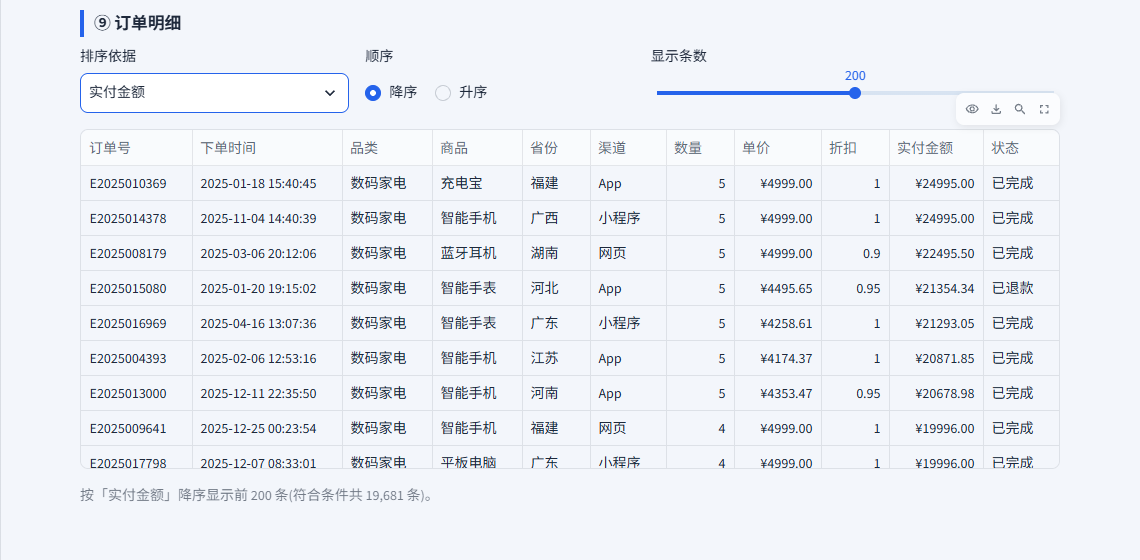 ⑨ 订单明细
排序依据 顺序 显示条数
200
实付金额 降序 升序
订单号 下单时间 品类 商品 省份 渠道 数量 单价 折扣 实付金额 状态
E2025010369 2025-01-18 15:40:45 数码家电 充电宝 福建 App 5 ¥4999.00 1 ¥24995.00 已完成
E2025014378 2025-11-04 14:40:39 数码家电 智能手机 广西 小程序 5 ¥4999.00 1 ¥24995.00 已完成
E2025008179 2025-03-06 20:12:06 数码家电 蓝牙耳机 湖南 网页 5 ¥4999.00 0.9 ¥22495.50 已完成
E2025015080 2025-01-20 19:15:02 数码家电 智能手表 河北 App 5 ¥4495.65 0.95 ¥21354.34 已退款
E2025016969 2025-04-16 13:07:36 数码家电 智能手表 广东 小程序 5 ¥4258.61 1 ¥21293.05 已完成
E2025004393 2025-02-06 12:53:16 数码家电 智能手机 江苏 App 5 ¥4174.37 1 ¥20871.85 已完成
E2025013000 2025-12-11 22:35:50 数码家电 智能手机 河南 App 5 ¥4353.47 0.95 ¥20678.98 已完成
E2025009641 2025-12-25 00:23:54 数码家电 智能手机 福建 网页 4 ¥4999.00 1 ¥19996.00 已完成
E2025017798 2025-12-07 08:33:01 数码家电 平板电脑 广东 小程序 4 ¥4999.00 1 ¥19996.00 已完成
按「实付金额」降序显示前 200 条(符合条件共 19,681 条)。